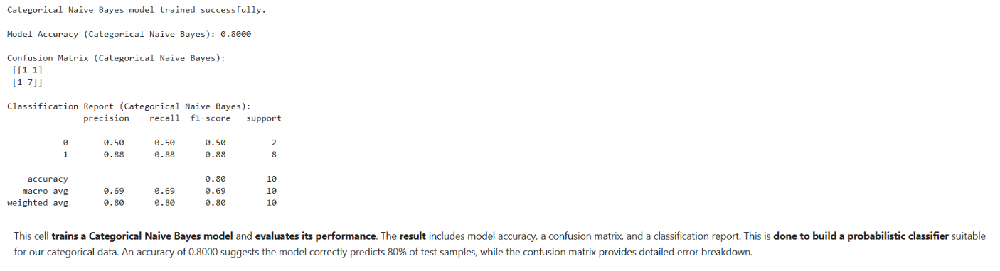 Categorical Naive Bayes model trained successfully.
Model Accuracy (Categorical Naive Bayes): 0.8000
Confusion Matrix (Categorical Naive Bayes):
[[1 1]
[1 7]]
Classification Report (Categorical Naive Bayes):
precision recall f1-score support
0 0.50 0.50 0.50 2
1 0.88 0.88 0.88 8
accuracy 0.80 10
macro avg 0.69 0.69 0.69 10
weighted avg 0.80 0.80 0.80 10
This cell trains a Categorical Naive Bayes model and evaluates its performance. The result includes model accuracy, a confusion matrix, and a classification report. This is done to build a probabilistic classifier suitable
for our categorical data. An accuracy of 0.8000 suggests the model correctly predicts 80% of test samples, while the confusion matrix provides detailed error breakdown.